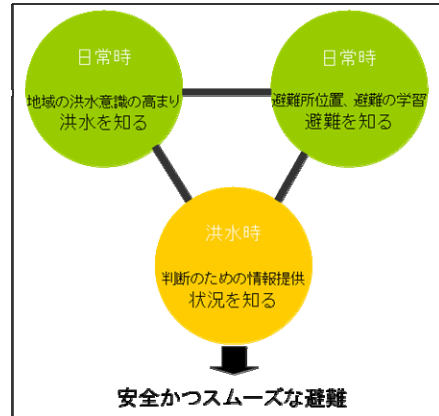 日常時
地域の洪水意識の高まり
洪水を知る
日常時
避難所位置、避難の学習
避難を知る
洪水時
判断のための情報提供
状況を知る
安全かつスムーズな避難